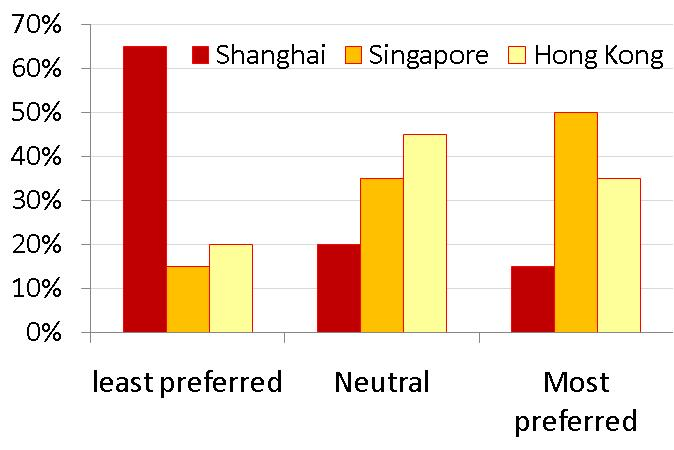 70%
Shanghai Singapore Hong Kong
60%
50%
40%
30%
20%
10%
0%
least preferred Neutral Most
preferred